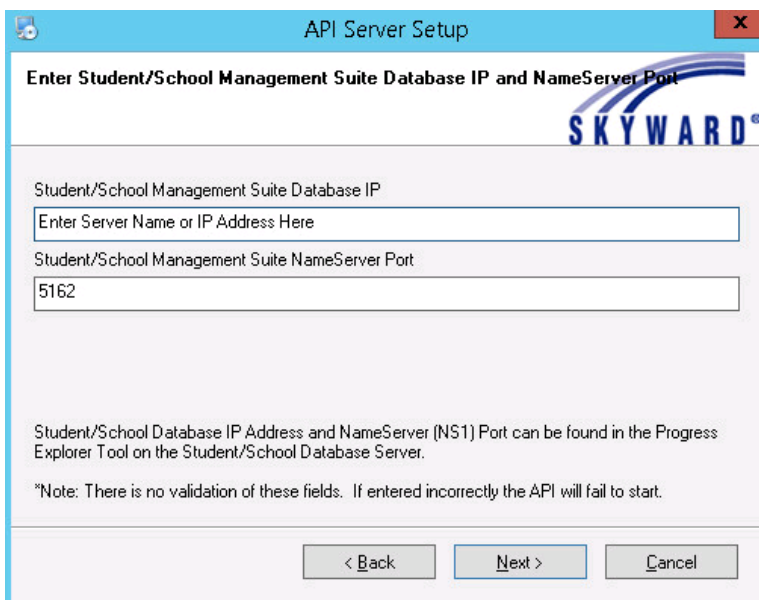 API Server Setup
x
Enter Student/School Management Suite Database IP and NameServer Port
SKYWARD®
Student/School Management Suite Database IP
Enter Server Name or IP Address Here
Student/School Management Suite NameServer Port
5162
Student/School Database IP Address and NameServer (NS1) Port can be found in the Progress
Explorer Tool on the Student/School Database Server.
*Note: There is no validation of these fields. If entered incorrectly the API will fail to start.
< Back
Next >
Cancel